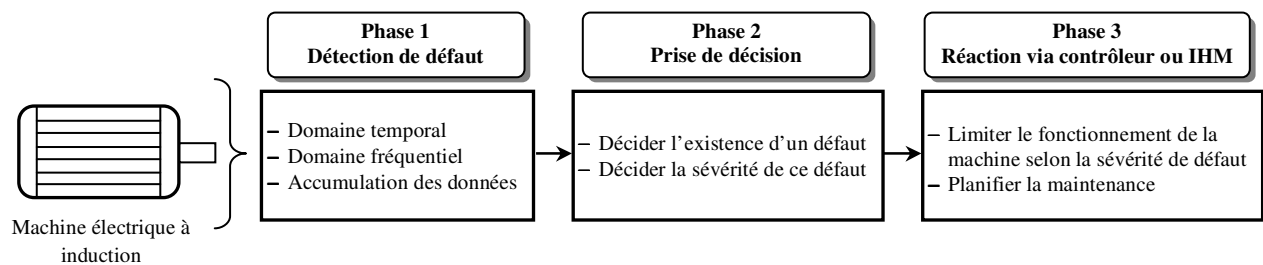 Phase 1
Détection de défaut
Phase 2
Prise de décision
Phase 3
Réaction via contrôleur ou IHM
– Domaine temporal
– Domaine fréquentiel
– Accumulation des données
– Décider l’existence d’un défaut
– Décider la sévérité de ce défaut
– Limiter le fonctionnement de la
machine selon la sévérité de défaut
– Planifier la maintenance
Machine électrique à
induction